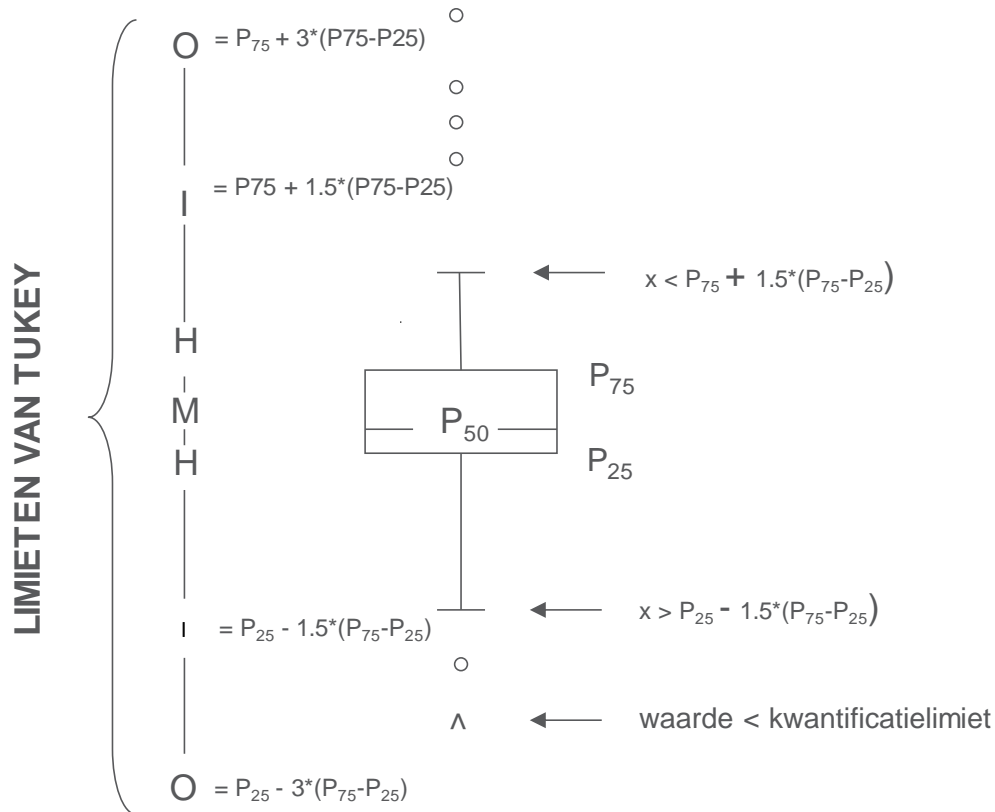 LIMIETEN VAN TUKEY
O = P75 + 3*(P75-P25)
I = P75 + 1.5*(P75-P25)
x < P75 + 1.5*(P75-P25)
H
P75
M
P50
H
P25
x > P25 - 1.5*(P75-P25)
I = P25 - 1.5*(P75-P25)
^ waarde < kwantificatielimiet
O = P25 - 3*(P75-P25)